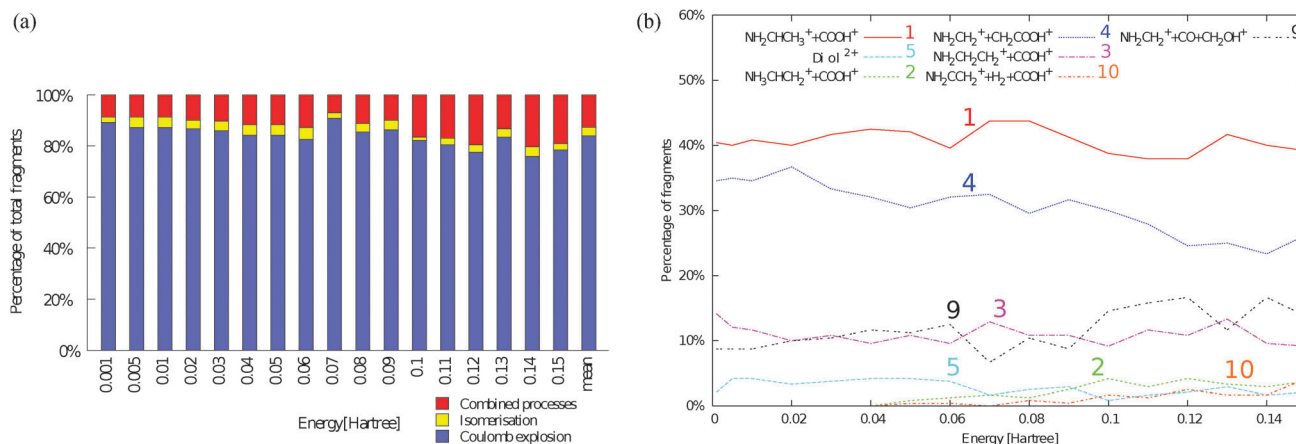 (a)
Percentage of total fragments
100%
80%
60%
40%
20%
0%
0.001
0.005
0.01
0.02
0.03
0.04
0.05
0.06
0.07
0.08
0.09
0.1
0.11
0.12
0.13
0.14
0.15
mean
Energy[Hartree]
Combined processes
Isomerisation
Coulomb explosion
(b)
Percentage of fragments
60%
50%
40%
30%
20%
10%
0%
NH2CHCH3++COOH+ 1 NH2CH2++CH2COOH+ 4 NH2CH2++CO+CH2OH+ 9
Diol 2+ 5 NH2CH2CH2++COOH+ 3
NH3CHCH2++COOH+ 2 NH2CCH2++H2+COOH+ 10
1
4
9
3
5
2
10
0 0.02 0.04 0.06 0.08 0.1 0.12 0.14
Energy [Hartree]